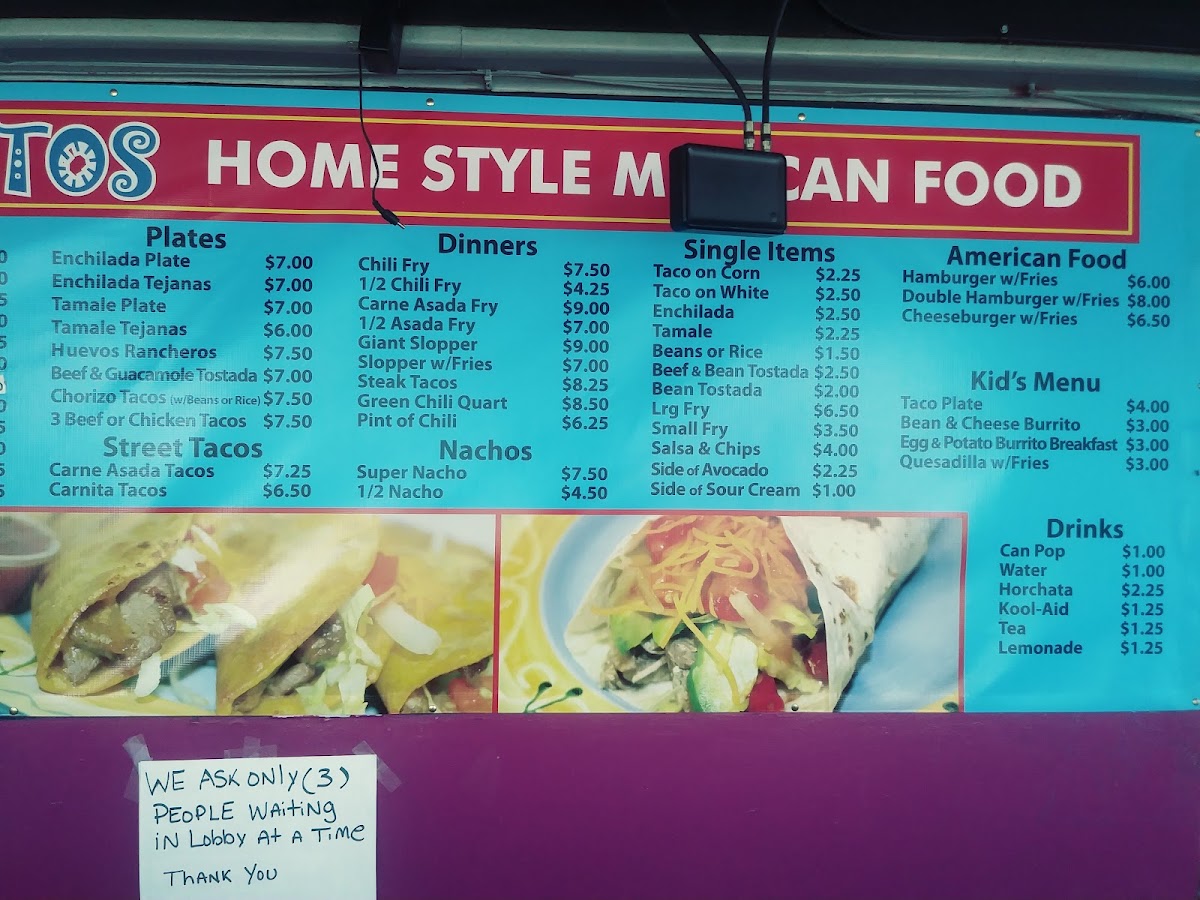 TOS HOME STYLE M CAN FOOD
Plates
Enchilada Plate $7.00
Enchilada Tejanas $7.00
Tamale Plate $7.00
Tamale Tejanas $6.00
Huevos Rancheros $7.50
Beef & Guacamole Tostada $7.00
Chorizo Tacos (w/Beans or Rice) $7.50
3 Beef or Chicken Tacos $7.50
Street Tacos
Carne Asada Tacos $7.25
Carnita Tacos $6.50
Dinners
Chili Fry $7.50
1/2 Chili Fry $4.25
Carne Asada Fry $9.00
1/2 Asada Fry $7.00
Giant Slopper $9.00
Slopper w/Fries $7.00
Steak Tacos $8.25
Green Chili Quart $8.50
Pint of Chili $6.25
Nachos
Super Nacho $7.50
1/2 Nacho $4.50
Single Items
Taco on Corn $2.25
Taco on White $2.50
Enchilada $2.50
Tamale $2.25
Beans or Rice $1.50
Beef & Bean Tostada $2.50
Bean Tostada $2.00
Lrg Fry $6.50
Small Fry $3.50
Salsa & Chips $4.00
Side of Avocado $2.25
Side of Sour Cream $1.00
American Food
Hamburger w/Fries $6.00
Double Hamburger w/Fries $8.00
Cheeseburger w/Fries $6.50
Kid's Menu
Taco Plate $4.00
Bean & Cheese Burrito $3.00
Egg & Potato Burrito Breakfast $3.00
Quesadilla w/Fries $3.00
Drinks
Can Pop $1.00
Water $1.00
Horchata $2.25
Kool-Aid $1.25
Tea $1.25
Lemonade $1.25
WE ASK ONLY (3)
PEOPLE WAITING
IN LOBBY AT A TIME
THANK YOU